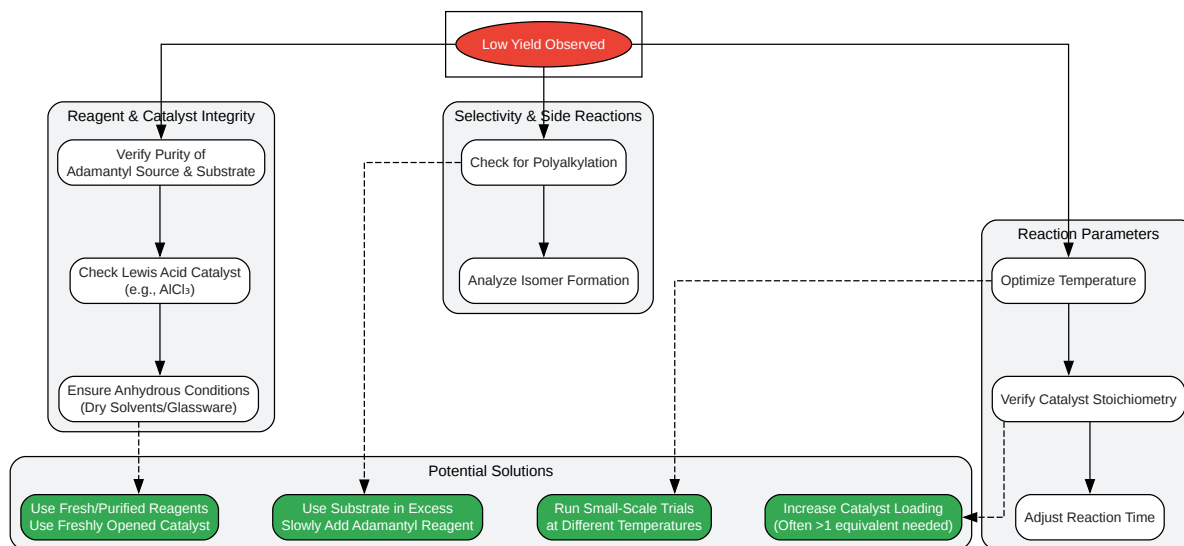 Low Yield Observed
Reagent & Catalyst Integrity
Verify Purity of
Adamantyl Source & Substrate
Check Lewis Acid Catalyst
(e.g., AlCl₃)
Ensure Anhydrous Conditions
(Dry Solvents/Glassware)
Selectivity & Side Reactions
Check for Polyalkylation
Analyze Isomer Formation
Reaction Parameters
Optimize Temperature
Verify Catalyst Stoichiometry
Adjust Reaction Time
Potential Solutions
Use Fresh/Purified Reagents
Use Freshly Opened Catalyst
Use Substrate in Excess
Slowly Add Adamantyl Reagent
Run Small-Scale Trials
at Different Temperatures
Increase Catalyst Loading
(Often >1 equivalent needed)